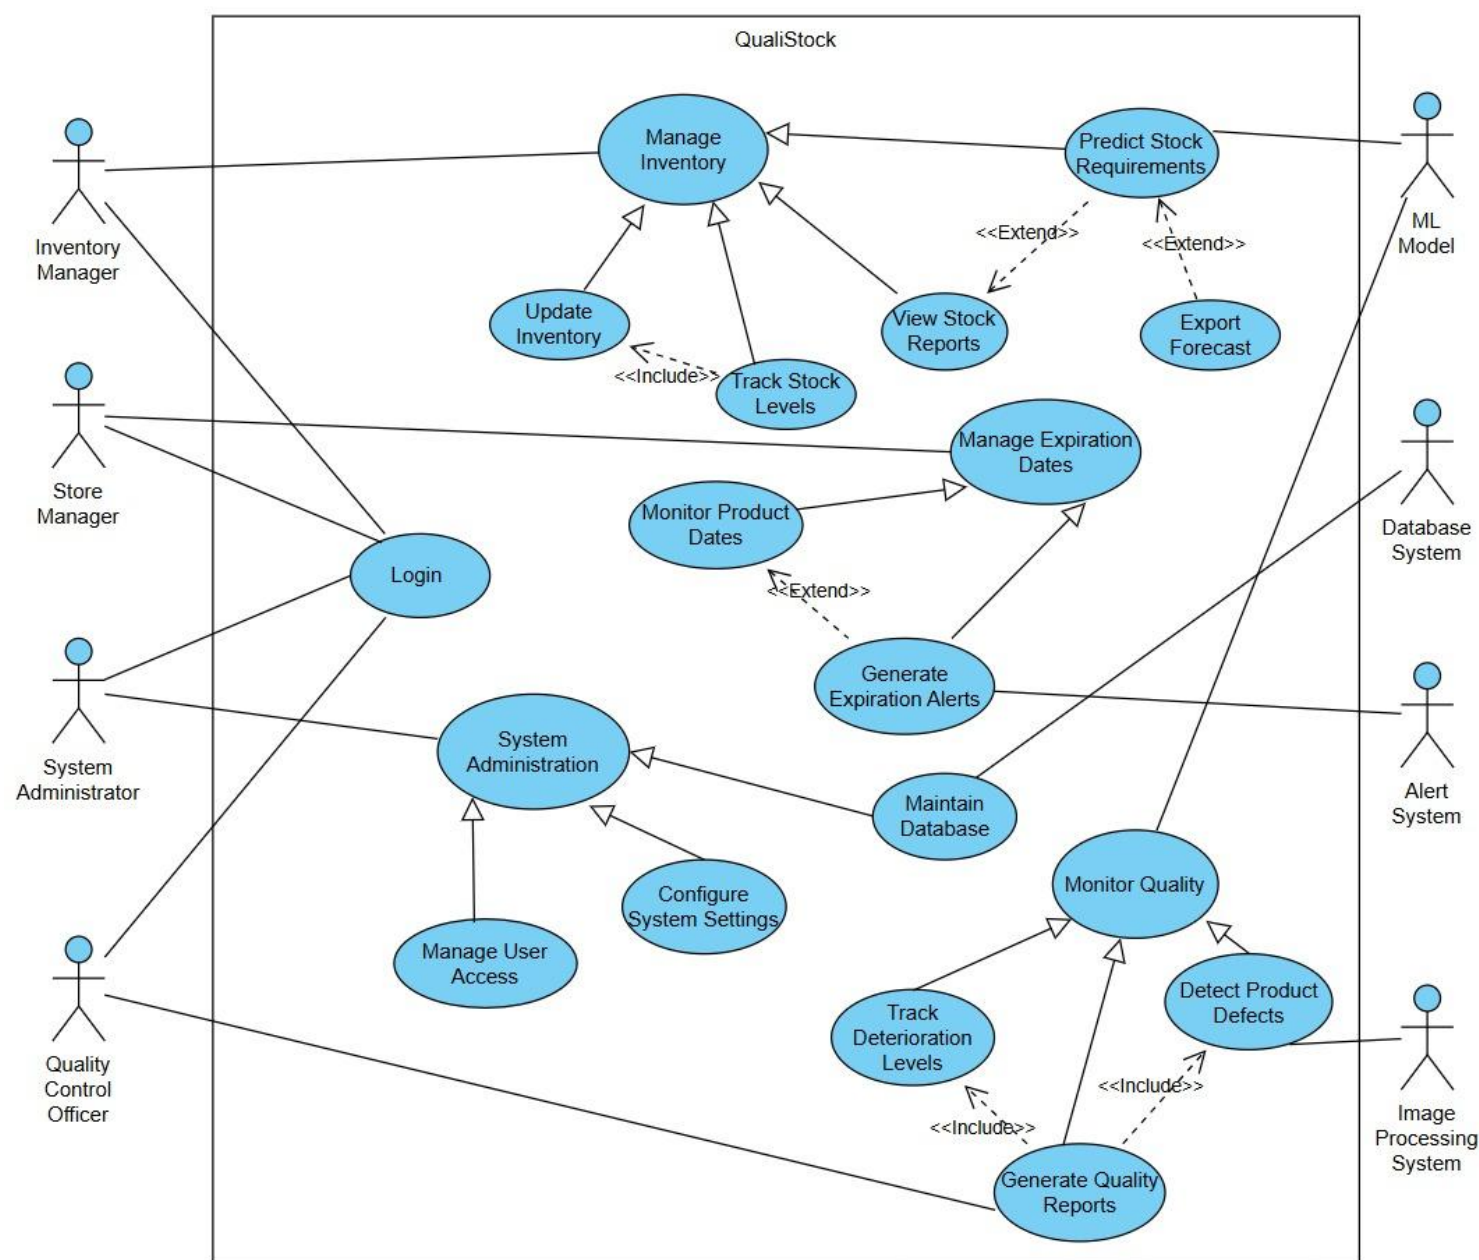 QualiStock
Manage
Inventory
Predict Stock
Requirements
Inventory
Manager
ML
Model
<<Extend>>
<<Extend>>
Update
Inventory
View Stock
Reports
Export
Forecast
<<Include>>
Track Stock
Levels
Store
Manager
Manage Expiration
Dates
Monitor Product
Dates
Database
System
Login
<<Extend>>
Generate
Expiration Alerts
System
Administrator
System
Administration
Alert
System
Maintain
Database
Configure
System Settings
Monitor Quality
Manage User
Access
Track
Deterioration
Levels
Detect Product
Defects
Quality
Control
Officer
<<Include>>
<<Include>>
Image
Processing
System
Generate Quality
Reports